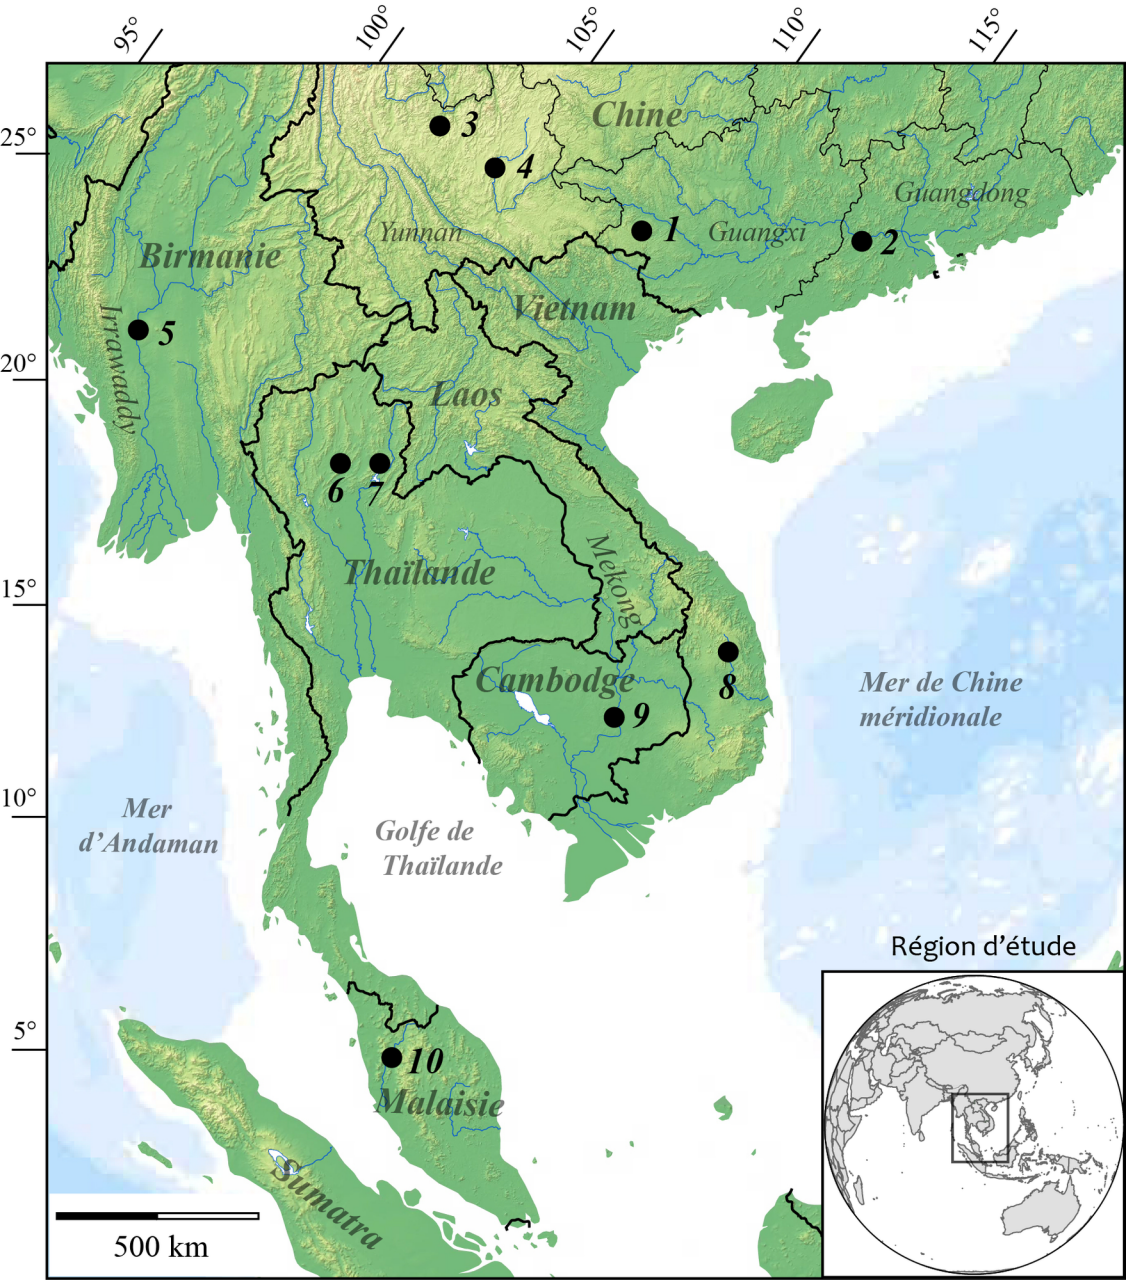 95°
100°
105°
110°
115°
25°
20°
15°
10°
5°
Chine
3
4
Guangdong
1
Guangxi
2
Yunnan
Birmanie
Vietnam
Irrawaddy
5
Laos
6
7
Thaïlande
Mekong
8
Cambodge
9
Mer de Chine
méridionale
Mer
d’Andaman
Golfe de
Thaïlande
Région d’étude
10
Malaisie
Sumatra
500 km